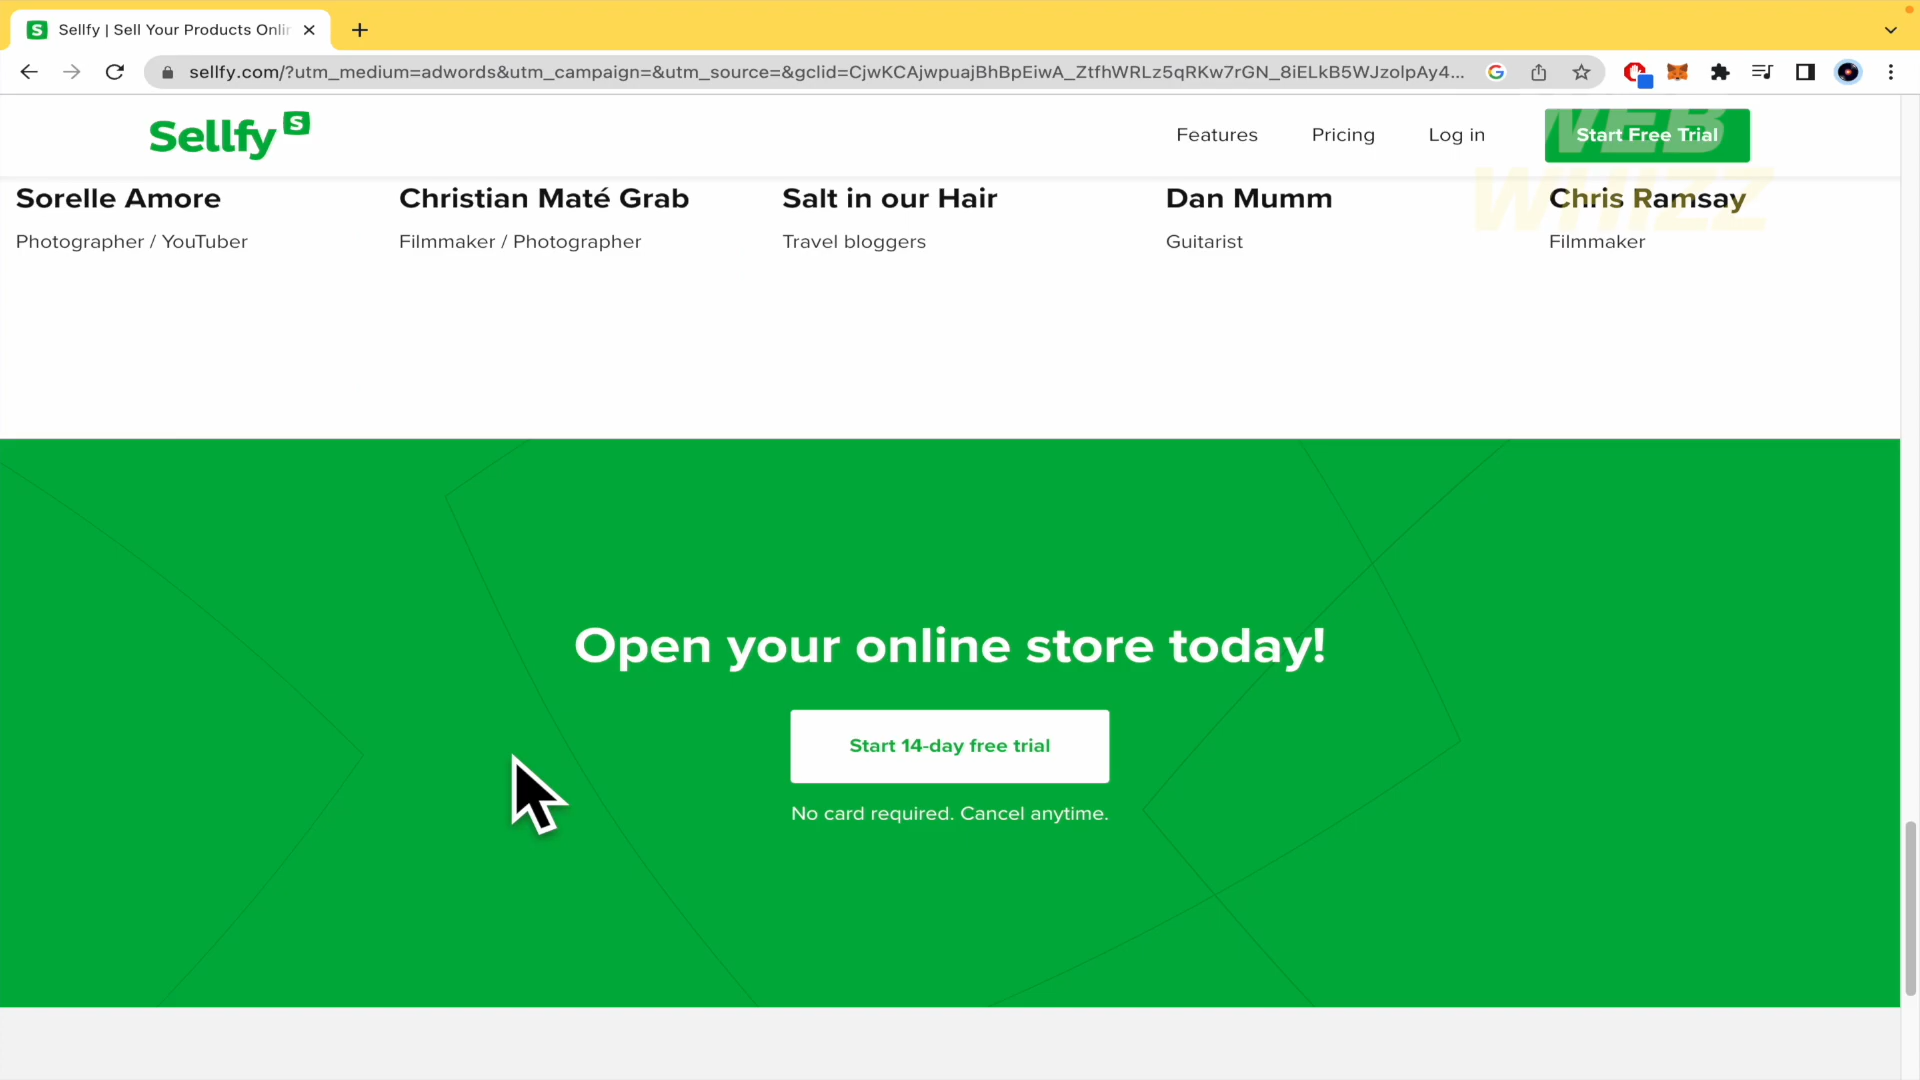 Sellfy | Sell Your Products Onlin
sellfy.com/?utm_medium=adwords&utm_campaign=&utm_source=&gclid=CjwKCAjwpuajBhBpEiwA_ZtfhWRLz5qRKw7rGN_8iELkB5WJzolpAy4...
Sellfy S
Features
Pricing
Log in
Start Free Trial
WEB
WHIZZ
Sorelle Amore
Christian Maté Grab
Salt in our Hair
Dan Mumm
Chris Ramsay
Photographer / YouTuber
Filmmaker / Photographer
Travel bloggers
Guitarist
Filmmaker
Open your online store today!
Start 14-day free trial
No card required. Cancel anytime.